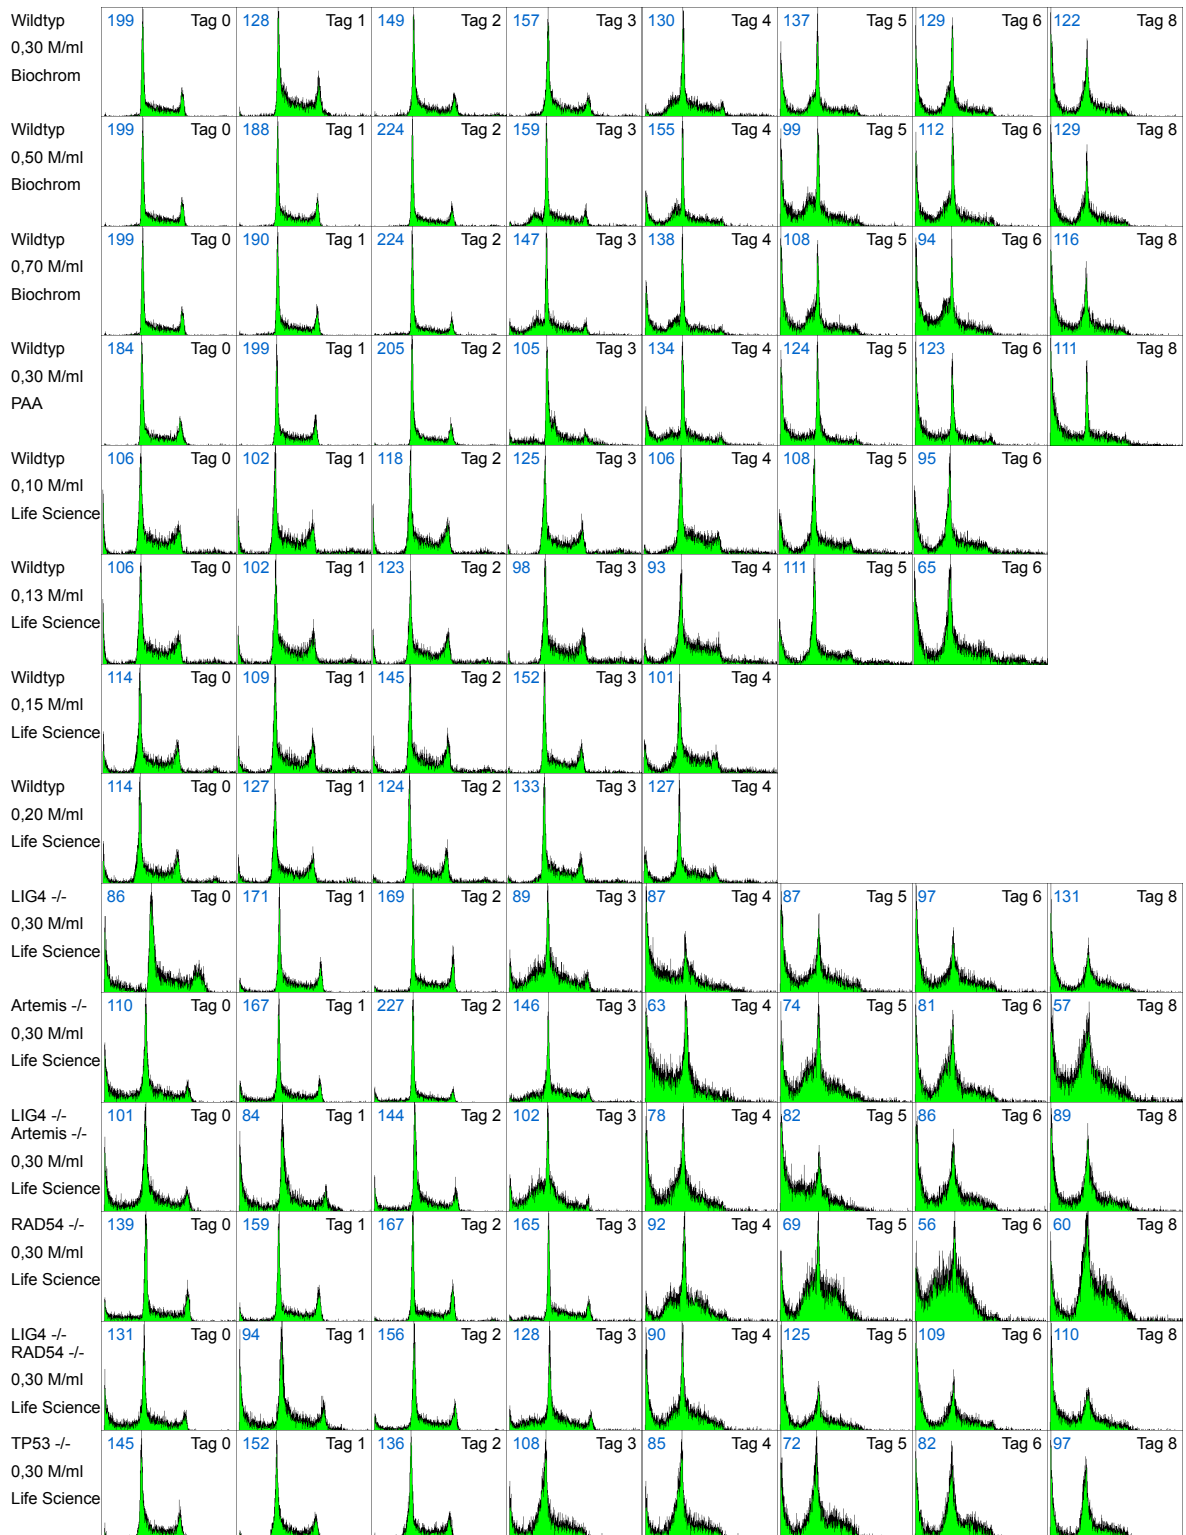 Wildtyp
0,30 M/ml
Biochrom
199 Tag 0 128 Tag 1 149 Tag 2 157 Tag 3 130 Tag 4 137 Tag 5 129 Tag 6 122 Tag 8
Wildtyp
0,50 M/ml
Biochrom
199 Tag 0 188 Tag 1 224 Tag 2 159 Tag 3 155 Tag 4 99 Tag 5 112 Tag 6 129 Tag 8
Wildtyp
0,70 M/ml
Biochrom
199 Tag 0 190 Tag 1 224 Tag 2 147 Tag 3 138 Tag 4 108 Tag 5 94 Tag 6 116 Tag 8
Wildtyp
0,30 M/ml
PAA
184 Tag 0 199 Tag 1 205 Tag 2 105 Tag 3 134 Tag 4 124 Tag 5 123 Tag 6 111 Tag 8
Wildtyp
0,10 M/ml
Life Science
106 Tag 0 102 Tag 1 118 Tag 2 125 Tag 3 106 Tag 4 108 Tag 5 95 Tag 6
Wildtyp
0,13 M/ml
Life Science
106 Tag 0 102 Tag 1 123 Tag 2 98 Tag 3 93 Tag 4 111 Tag 5 65 Tag 6
Wildtyp
0,15 M/ml
Life Science
114 Tag 0 109 Tag 1 145 Tag 2 152 Tag 3 101 Tag 4
Wildtyp
0,20 M/ml
Life Science
114 Tag 0 127 Tag 1 124 Tag 2 133 Tag 3 127 Tag 4
LIG4 -/-
0,30 M/ml
Life Science
86 Tag 0 171 Tag 1 169 Tag 2 89 Tag 3 87 Tag 4 87 Tag 5 97 Tag 6 131 Tag 8
Artemis -/-
0,30 M/ml
Life Science
110 Tag 0 167 Tag 1 227 Tag 2 146 Tag 3 63 Tag 4 74 Tag 5 81 Tag 6 57 Tag 8
LIG4 -/-
Artemis -/-
0,30 M/ml
Life Science
101 Tag 0 84 Tag 1 144 Tag 2 102 Tag 3 78 Tag 4 82 Tag 5 86 Tag 6 89 Tag 8
RAD54 -/-
0,30 M/ml
Life Science
139 Tag 0 159 Tag 1 167 Tag 2 165 Tag 3 92 Tag 4 69 Tag 5 56 Tag 6 60 Tag 8
LIG4 -/-
RAD54 -/-
0,30 M/ml
Life Science
131 Tag 0 94 Tag 1 156 Tag 2 128 Tag 3 90 Tag 4 125 Tag 5 109 Tag 6 110 Tag 8
TP53 -/-
0,30 M/ml
Life Science
145 Tag 0 152 Tag 1 136 Tag 2 108 Tag 3 85 Tag 4 72 Tag 5 82 Tag 6 97 Tag 8